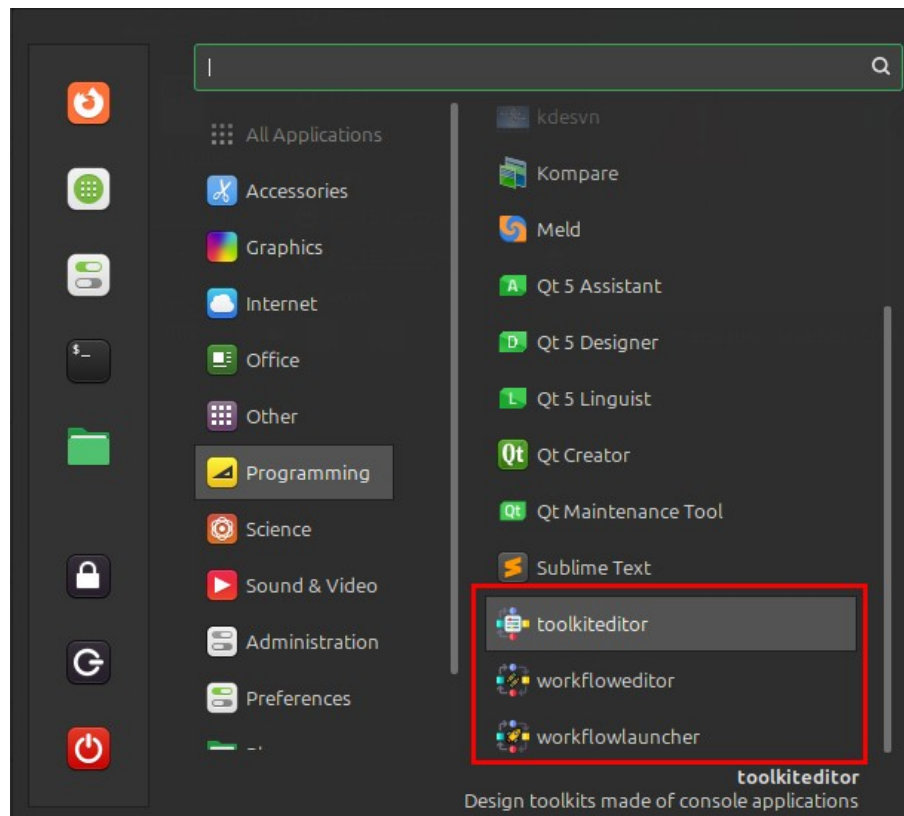 All Applications
Accessories
Graphics
Internet
Office
Other
Programming
Science
Sound & Video
Administration
Preferences
kdesvn
Kompare
Meld
Qt 5 Assistant
Qt 5 Designer
Qt 5 Linguist
Qt Creator
Qt Maintenance Tool
Sublime Text
toolkiteditor
workfloweditor
workflowlauncher
toolkiteditor
Design toolkits made of console applications